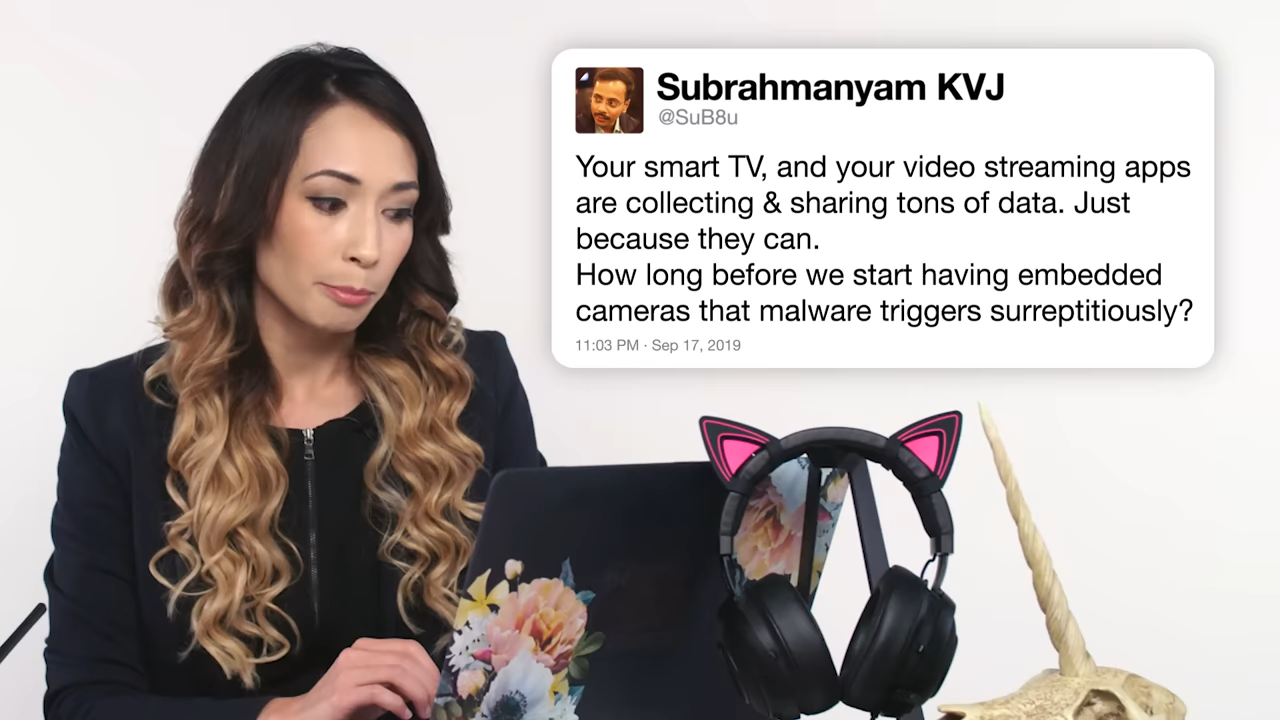 Subrahmanyam KVJ
@SuB8u
Your smart TV, and your video streaming apps
are collecting & sharing tons of data. Just
because they can.
How long before we start having embedded
cameras that malware triggers surreptitiously?
11:03 PM · Sep 17, 2019